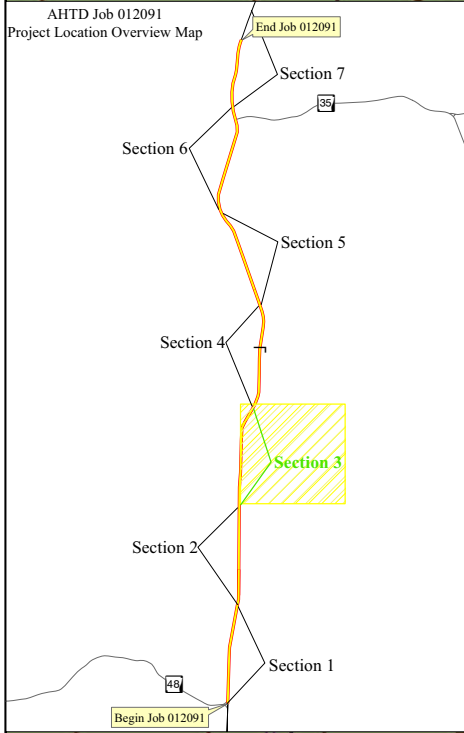 AHTD Job 012091
Project Location Overview Map
End Job 012091
Section 7
35
Section 6
Section 5
Section 4
Section 3
Section 2
Section 1
48
Begin Job 012091